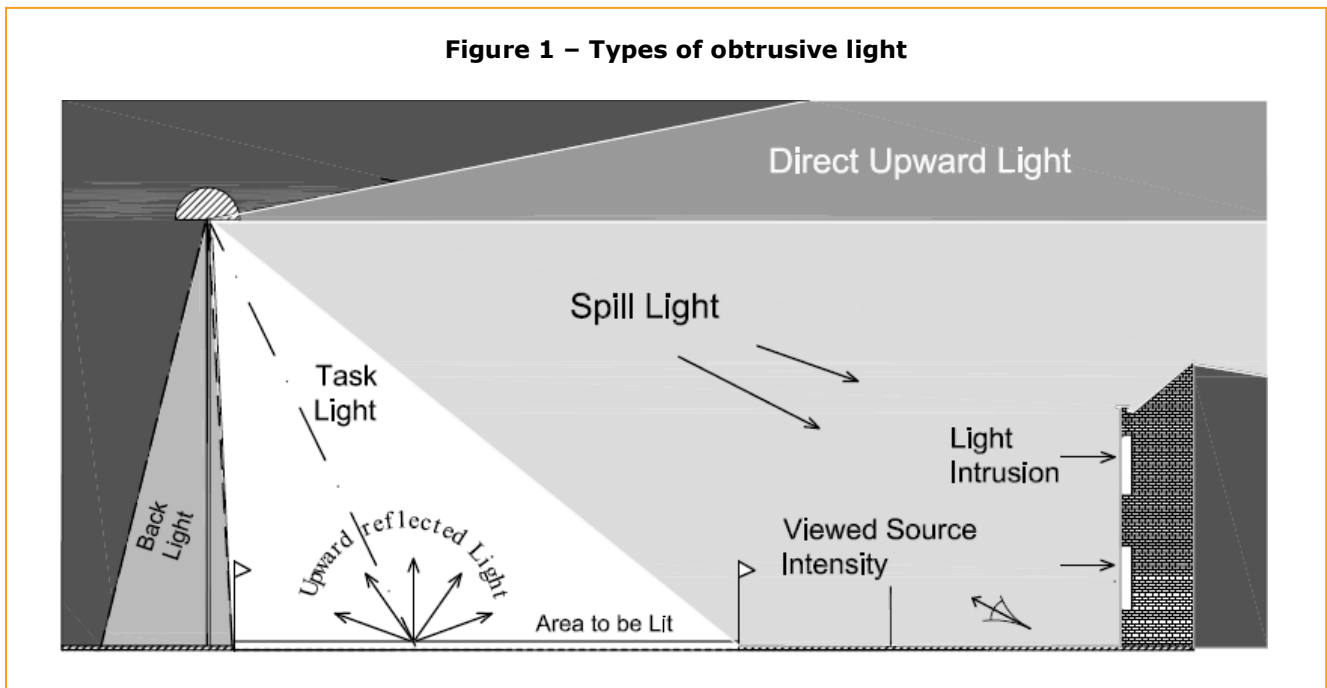 Figure 1 – Types of obtrusive light
Direct Upward Light
Spill Light
Task
Light
Light
Intrusion
Back
Light
Upward reflected Light
Viewed Source
Intensity
Area to be Lit